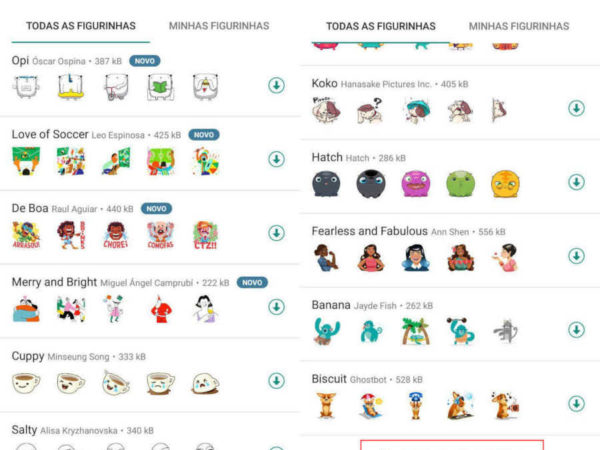 TODAS AS FIGURINHAS MINHAS FIGURINHAS
Opi Óscar Ospina • 387 kB NOVO
Love of Soccer Leo Espinosa • 425 kB NOVO
De Boa Raul Aguiar • 440 kB NOVO
ARRASOU! CHOREI COMOFAS CTZ!!
Merry and Bright Miguel Ángel Camprubí • 222 kB NOVO
Cuppy Minseung Song • 333 kB
Salty Alisa Kryzhanovska • 340 kB
TODAS AS FIGURINHAS MINHAS FIGURINHAS
Koko Hanasake Pictures Inc. • 405 kB
Hatch Hatch • 286 kB
Fearless and Fabulous Ann Shen • 556 kB
Banana Jayde Fish • 262 kB
Biscuit Ghostbot • 528 kB